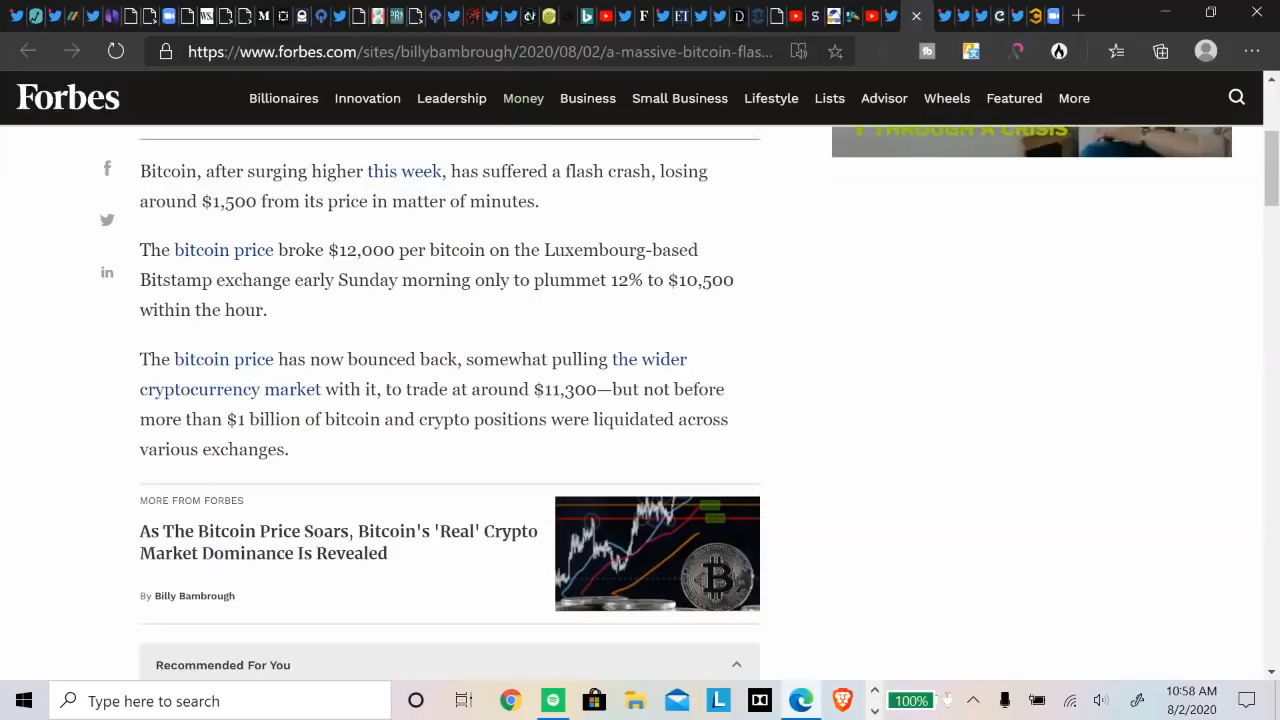 https://www.forbes.com/sites/billybambrough/2020/08/02/a-massive-bitcoin-flas...
Forbes
Billionaires Innovation Leadership Money Business Small Business Lifestyle Lists Advisor Wheels Featured More
THROUGH A CRISIS
Bitcoin, after surging higher this week, has suffered a flash crash, losing
around $1,500 from its price in matter of minutes.
The bitcoin price broke $12,000 per bitcoin on the Luxembourg-based
Bitstamp exchange early Sunday morning only to plummet 12% to $10,500
within the hour.
The bitcoin price has now bounced back, somewhat pulling the wider
cryptocurrency market with it, to trade at around $11,300—but not before
more than $1 billion of bitcoin and crypto positions were liquidated across
various exchanges.
MORE FROM FORBES
As The Bitcoin Price Soars, Bitcoin's 'Real' Crypto
Market Dominance Is Revealed
By Billy Bambrough
Recommended For You
Type here to search
100%
10:58 AM
8/2/2020